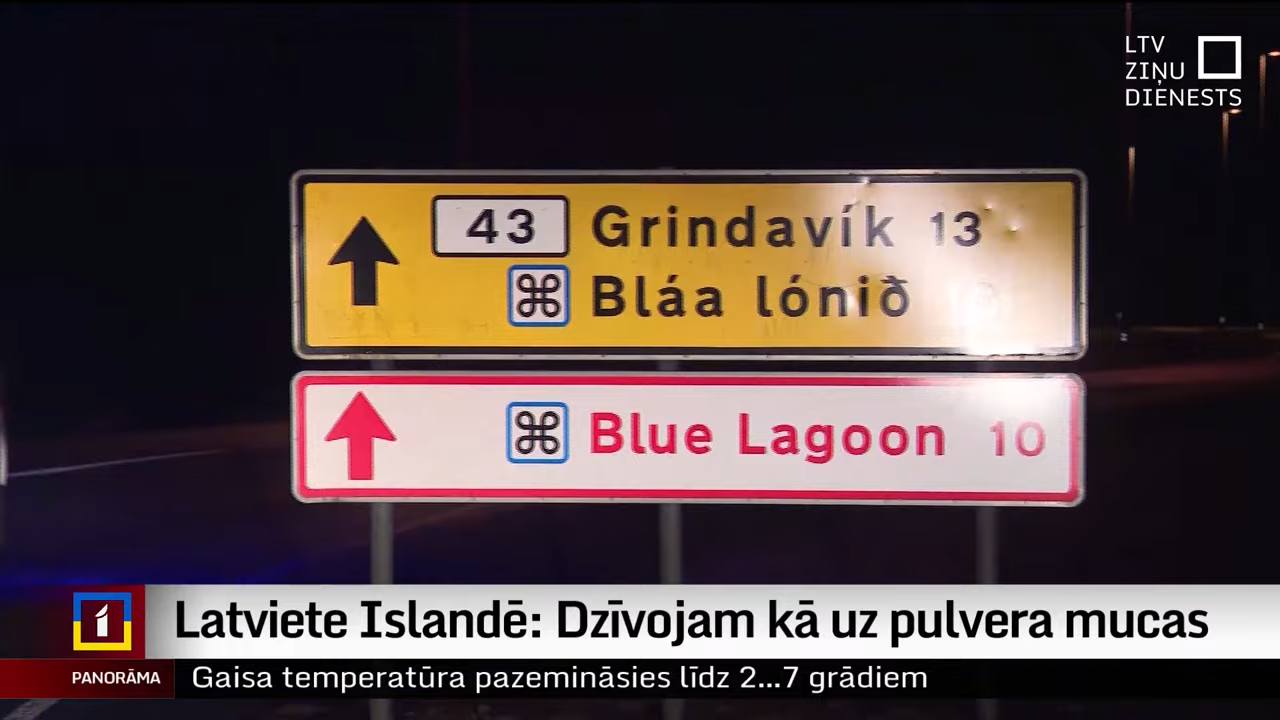 LTV
ZIŅU
DIENESTS
43 Grindavík 13
⌘ Bláa lónið
⌘ Blue Lagoon 10
1 Latviete Islandē: Dzīvojam kā uz pulvera mucas
PANORĀMA Gaisa temperatūra pazemināsies līdz 2...7 grādiem